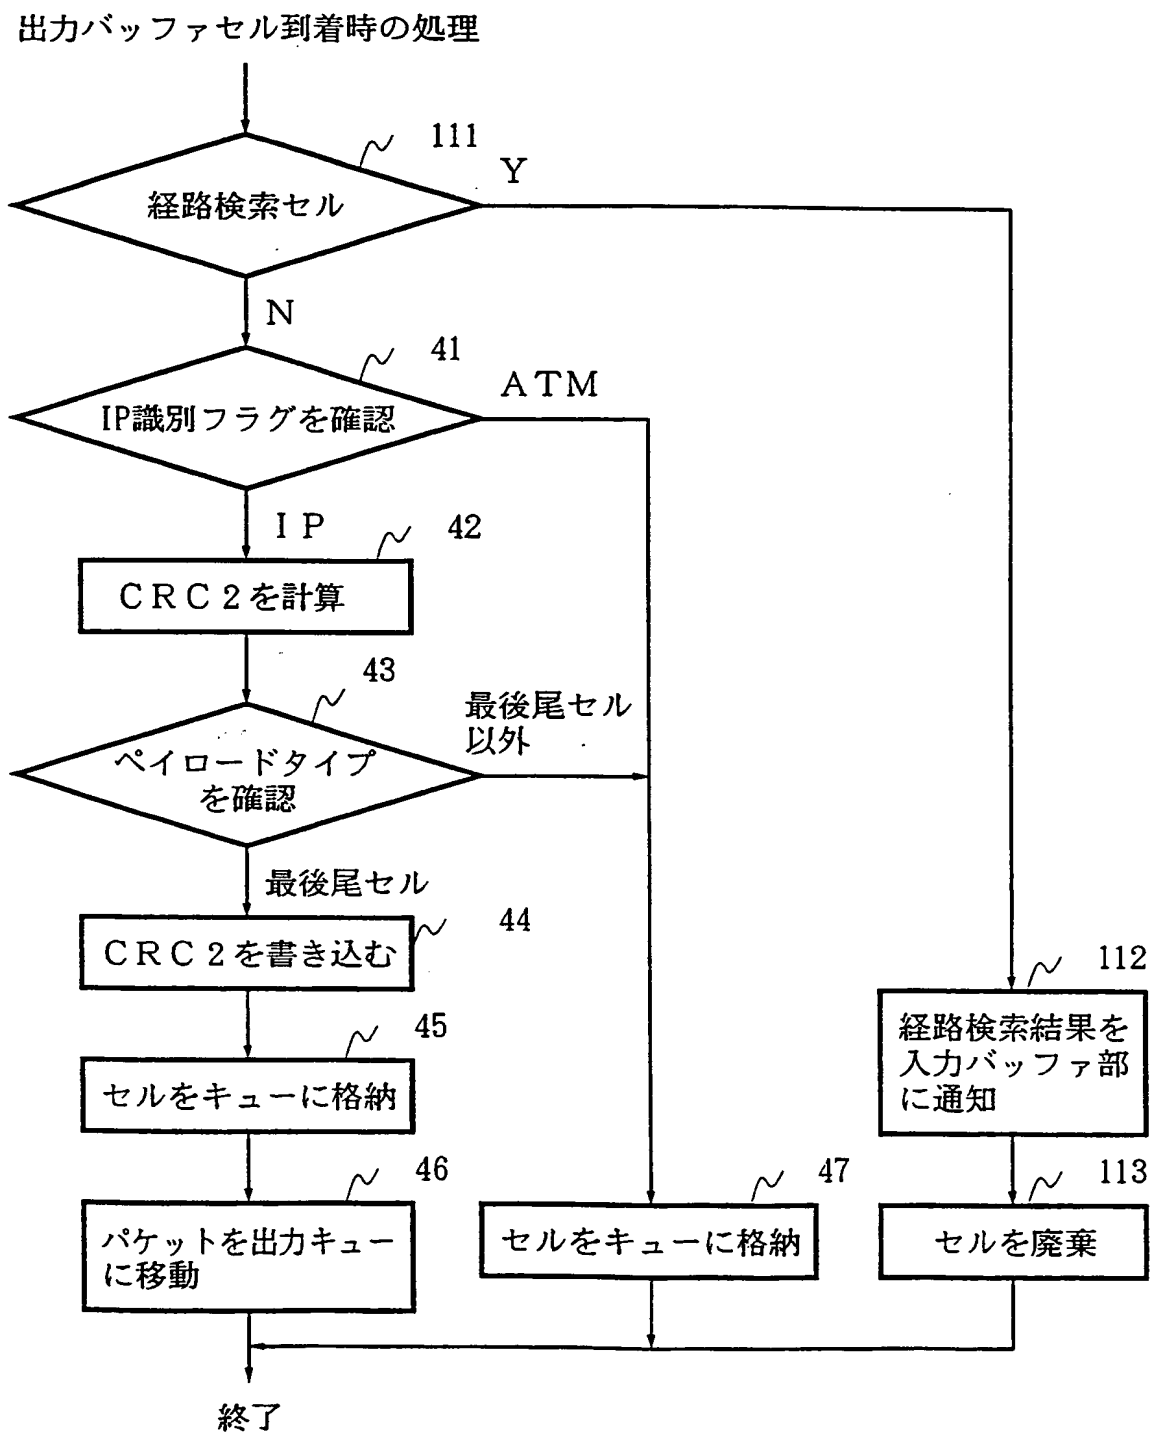 出力バッファセル到着時の処理
111
Y
経路検索セル
N
41
ATM
IP識別フラグを確認
IP
42
CRC2を計算
43
最後尾セル
以外
ペイロードタイプ
を確認
最後尾セル
44
CRC2を書き込む
112
経路検索結果を
入力バッファ部
に通知
45
セルをキューに格納
46
パケットを出力キュー
に移動
47
セルをキューに格納
113
セルを廃棄
終了